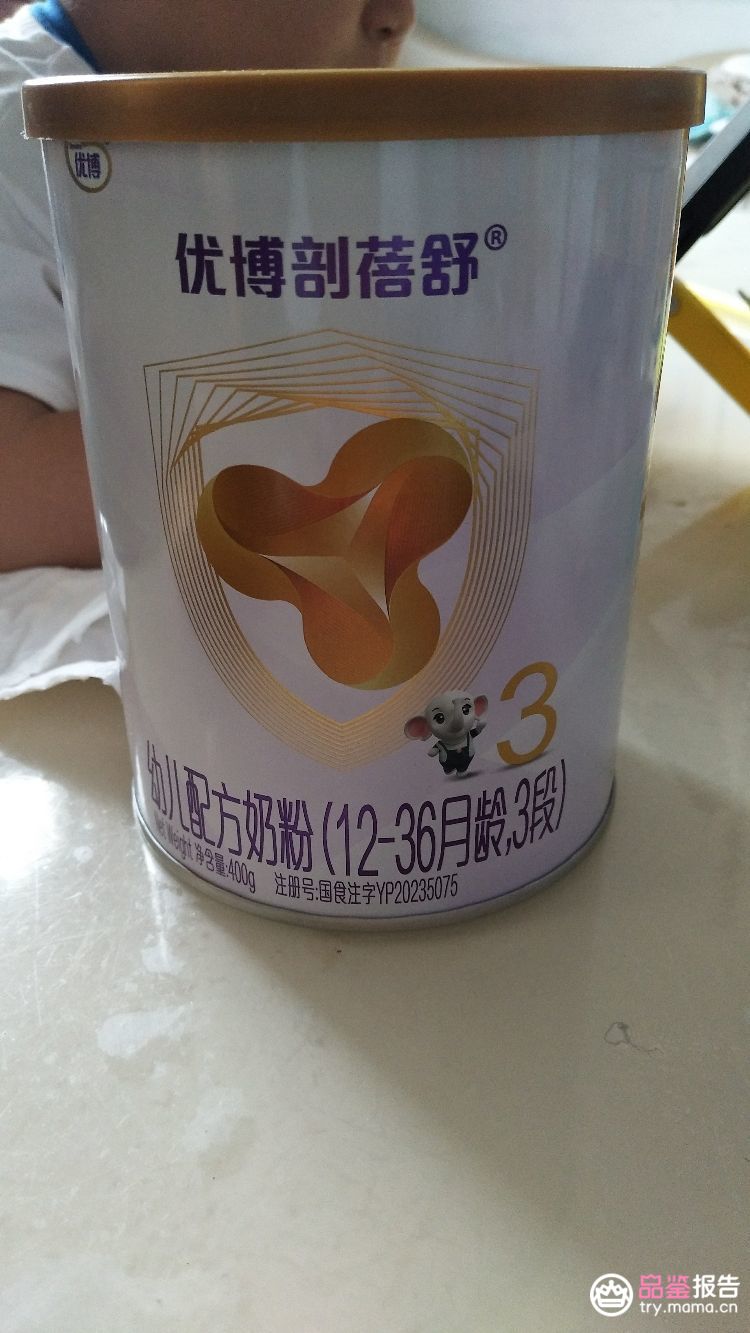 优博
优博剖蓓舒®
3
幼儿配方奶粉(12-36月龄,3段)
Net Weight 净含量:400g 注册号:国食注字YP20235075
品鉴报告
try.mama.cn